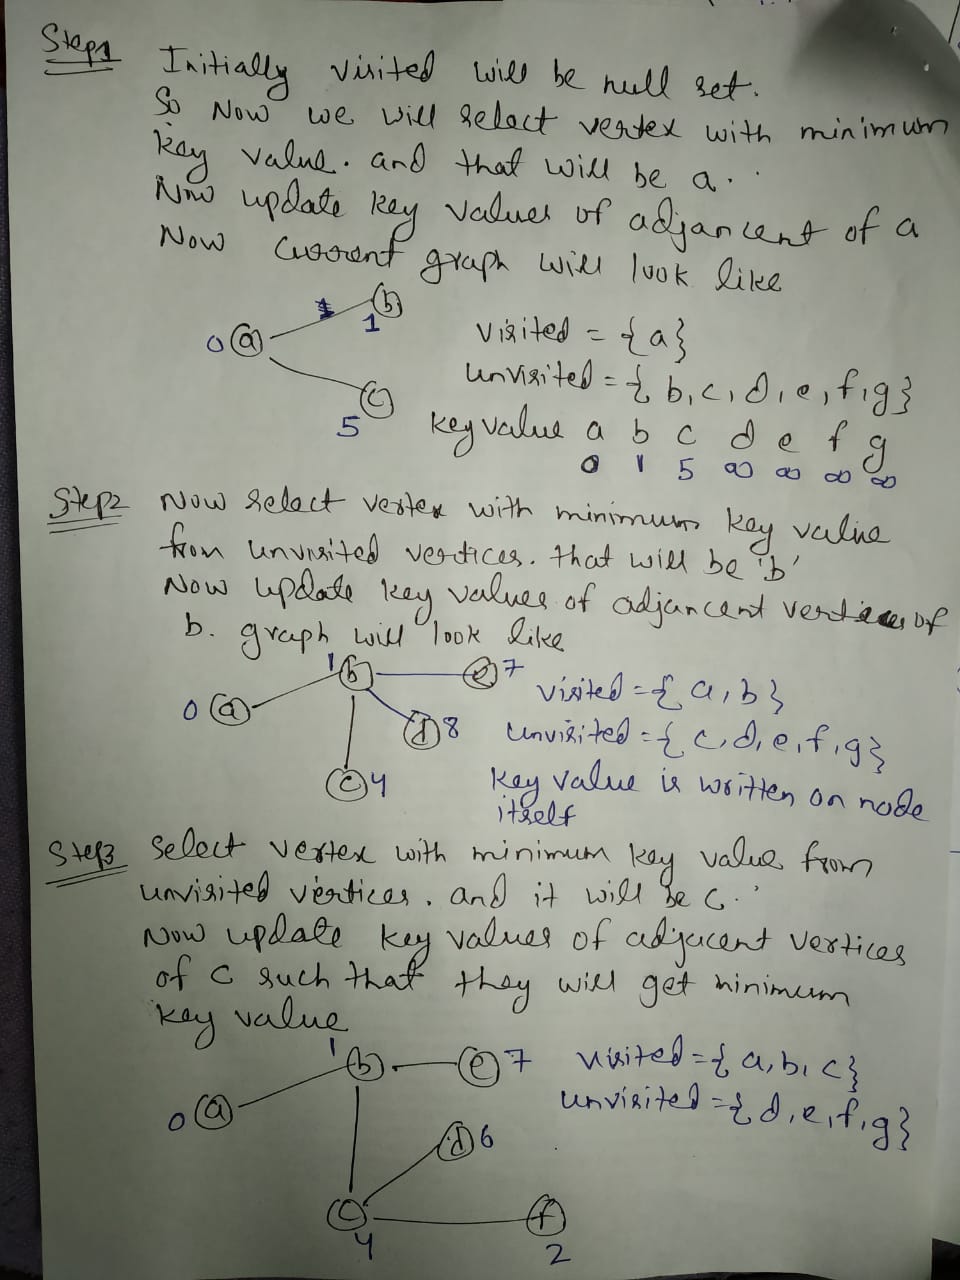 Step1 Initially visited will be null set.
So Now we will select vertex with minimum
key value. and that will be a.
Now update key values of adjancent of a
Now current graph will look like
b
1
0 a
c
5
visited = {a}
unvisited = { b, c, d, e, f, g}
key value a b c d e f g
0 1 5 ∞ ∞ ∞ ∞
Step2 Now select vertex with minimum key value
from unvisited vertices. that will be 'b'
Now update key values of adjancent vertices of
b. graph will look like
1 b e 7
0 a
d 8
c 4
visited = { a, b}
unvisited = { c, d, e, f, g}
key value is written on node
itself
Step3 select vertex with minimum key value from
unvisited vertices. and it will be c.
Now update key values of adjacent vertices
of c such that they will get minimum
key value
1 b e 7
0 a
d 6
c f
4 2
visited = { a, b, c}
unvisited = { d, e, f, g}